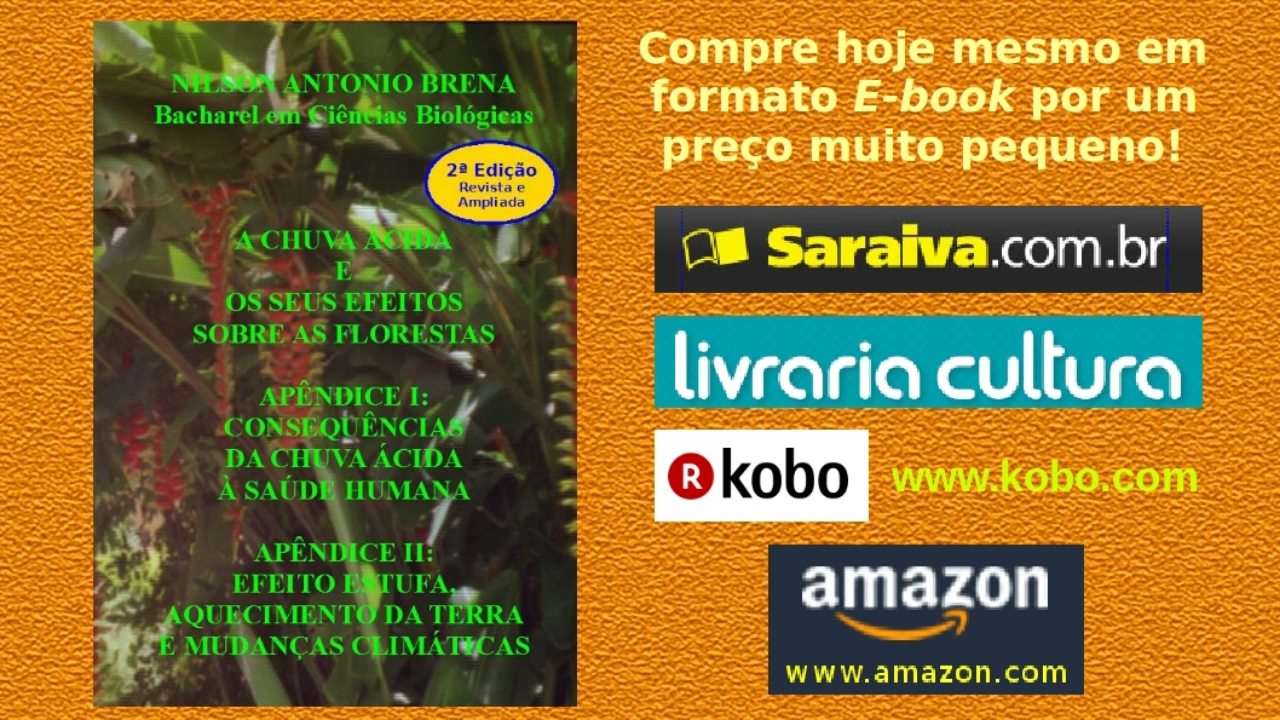 NILSON ANTONIO BRENA
Bacharel em Ciências Biológicas
2ª Edição
Revista e
Ampliada
A CHUVA ÁCIDA
E
OS SEUS EFEITOS
SOBRE AS FLORESTAS
APÊNDICE I:
CONSEQUÊNCIAS
DA CHUVA ÁCIDA
À SAÚDE HUMANA
APÊNDICE II:
EFEITO ESTUFA,
AQUECIMENTO DA TERRA
E MUDANÇAS CLIMÁTICAS
Compre hoje mesmo em
formato E-book por um
preço muito pequeno!
Saraiva.com.br
livraria cultura
R kobo www.kobo.com
amazon
www.amazon.com